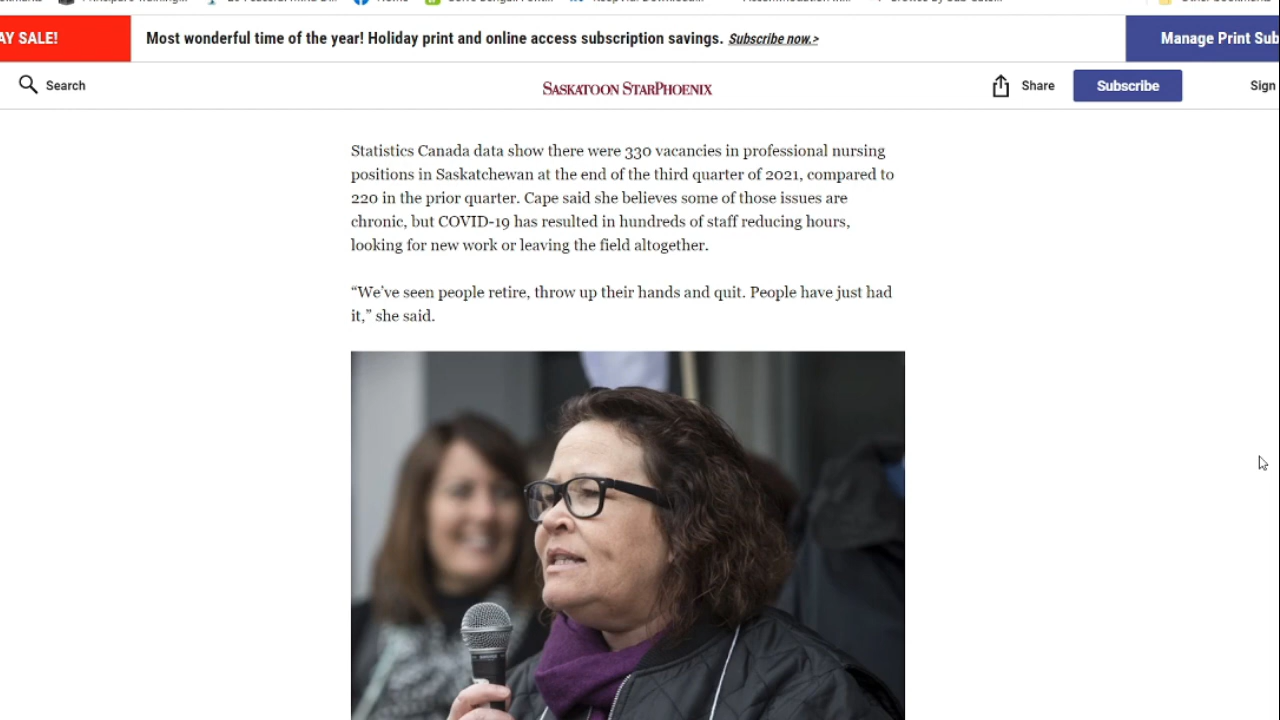 AY SALE!
Most wonderful time of the year! Holiday print and online access subscription savings. Subscribe now.>
Manage Print Sub
Search
SASKATOON STARPHOENIX
Share
Subscribe
Sign
Statistics Canada data show there were 330 vacancies in professional nursing
positions in Saskatchewan at the end of the third quarter of 2021, compared to
220 in the prior quarter. Cape said she believes some of those issues are
chronic, but COVID-19 has resulted in hundreds of staff reducing hours,
looking for new work or leaving the field altogether.
“We’ve seen people retire, throw up their hands and quit. People have just had
it,” she said.